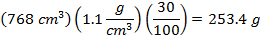 (768 cm³)(1.1 g/cm³)(30/100) = 253.4 g